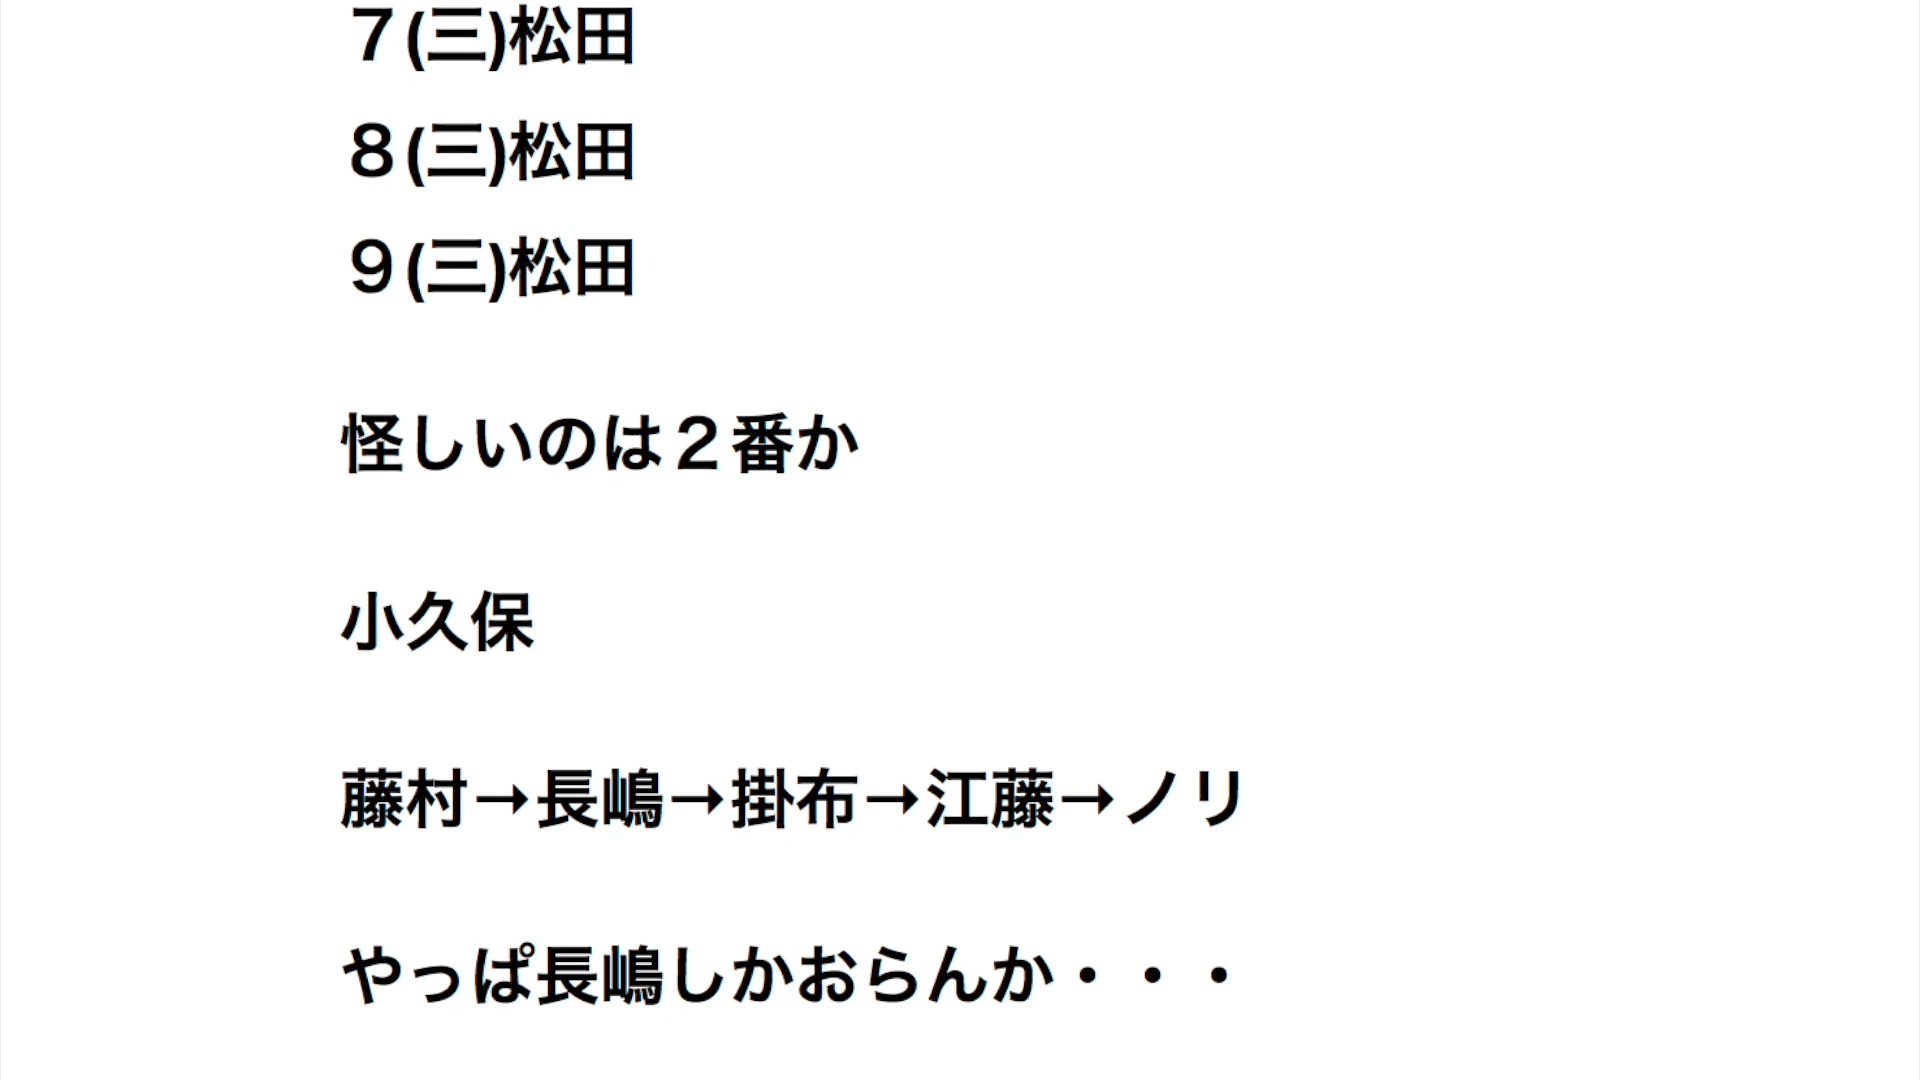 ７(三)松田
８(三)松田
９(三)松田
怪しいのは２番か
小久保
藤村→長嶋→掛布→江藤→ノリ
やっぱ長嶋しかおらんか・・・